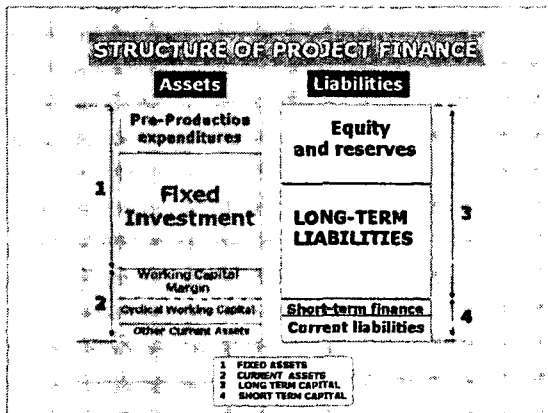 STRUCTURE OF PROJECT FINANCE
Assets
Liabilities
Pre-Production
expenditures
Fixed
Investment
Working Capital
Margin
Cyclical Working Capital
Other Current Assets
Equity
and reserves
LONG-TERM
LIABILITIES
Short-term finance
Current liabilities
1
2
3
4
1 FIXED ASSETS
2 CURRENT ASSETS
3 LONG TERM CAPITAL
4 SHORT TERM CAPITAL